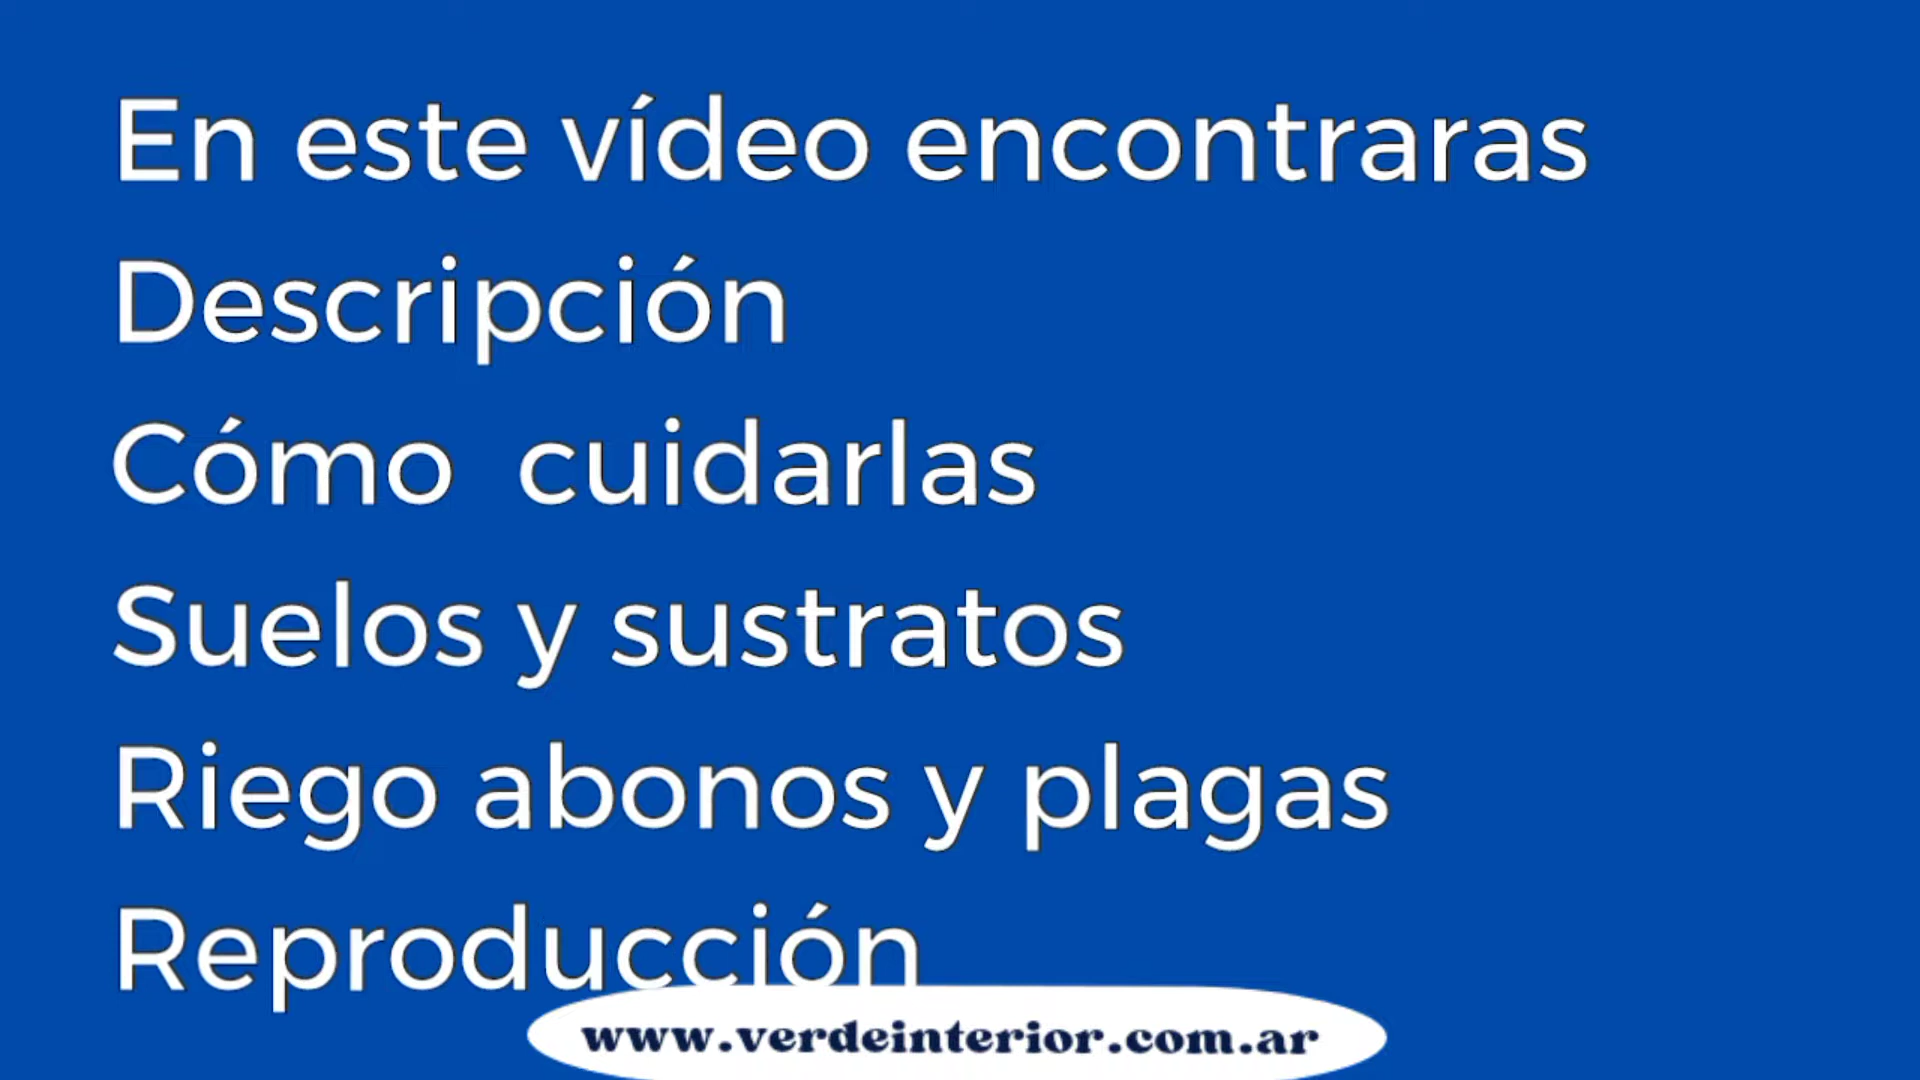 En este vídeo encontraras
Descripción
Cómo  cuidarlas
Suelos y sustratos
Riego abonos y plagas
Reproducción
www.verdeinterior.com.ar